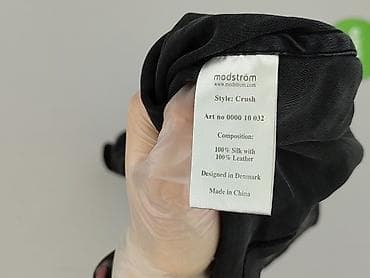 modström
www.modstrom.com
Style: Crush
Art no 0000 10 032
Composition:
100% Silk with
100% Leather
Designed in Denmark
Made in China